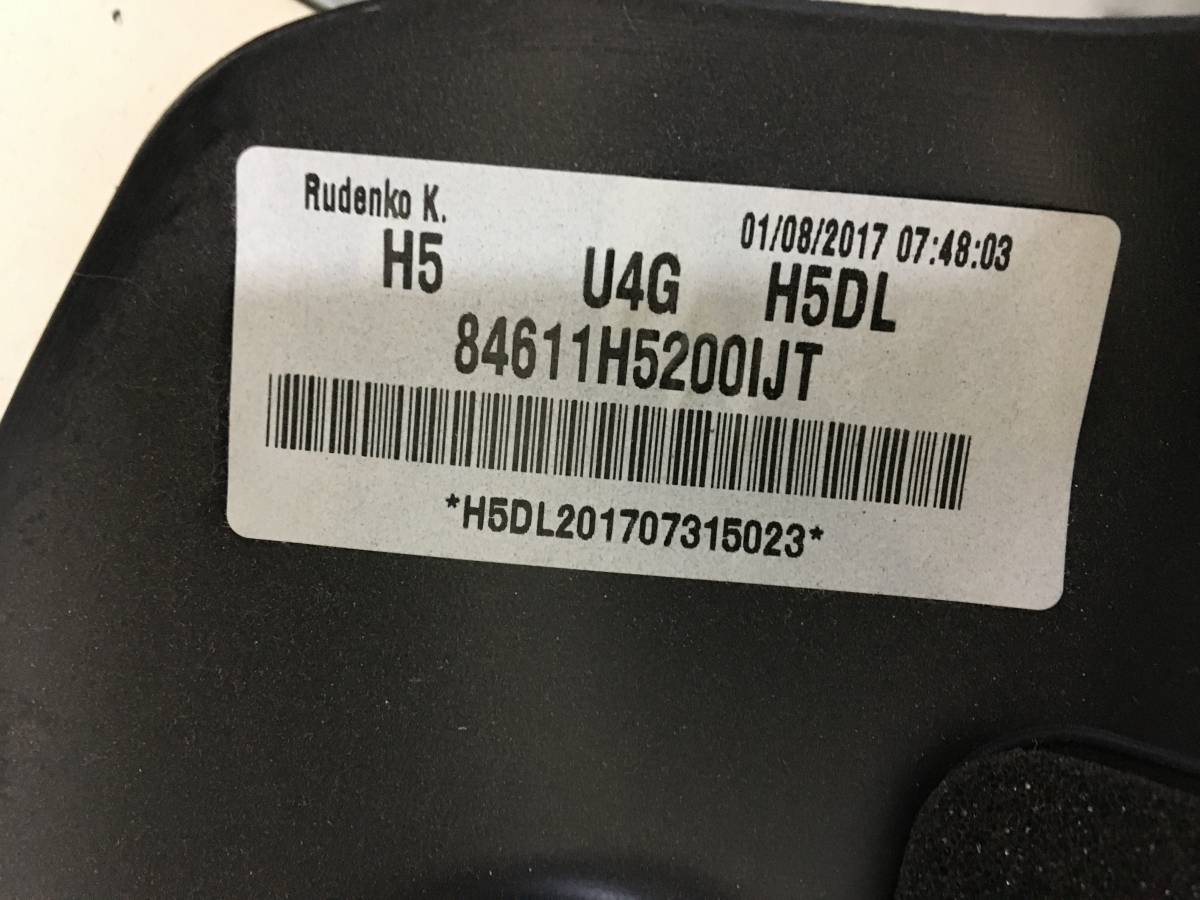 Rudenko K.
01/08/2017 07:48:03
H5 U4G H5DL
84611H5200IJT
*H5DL201707315023*